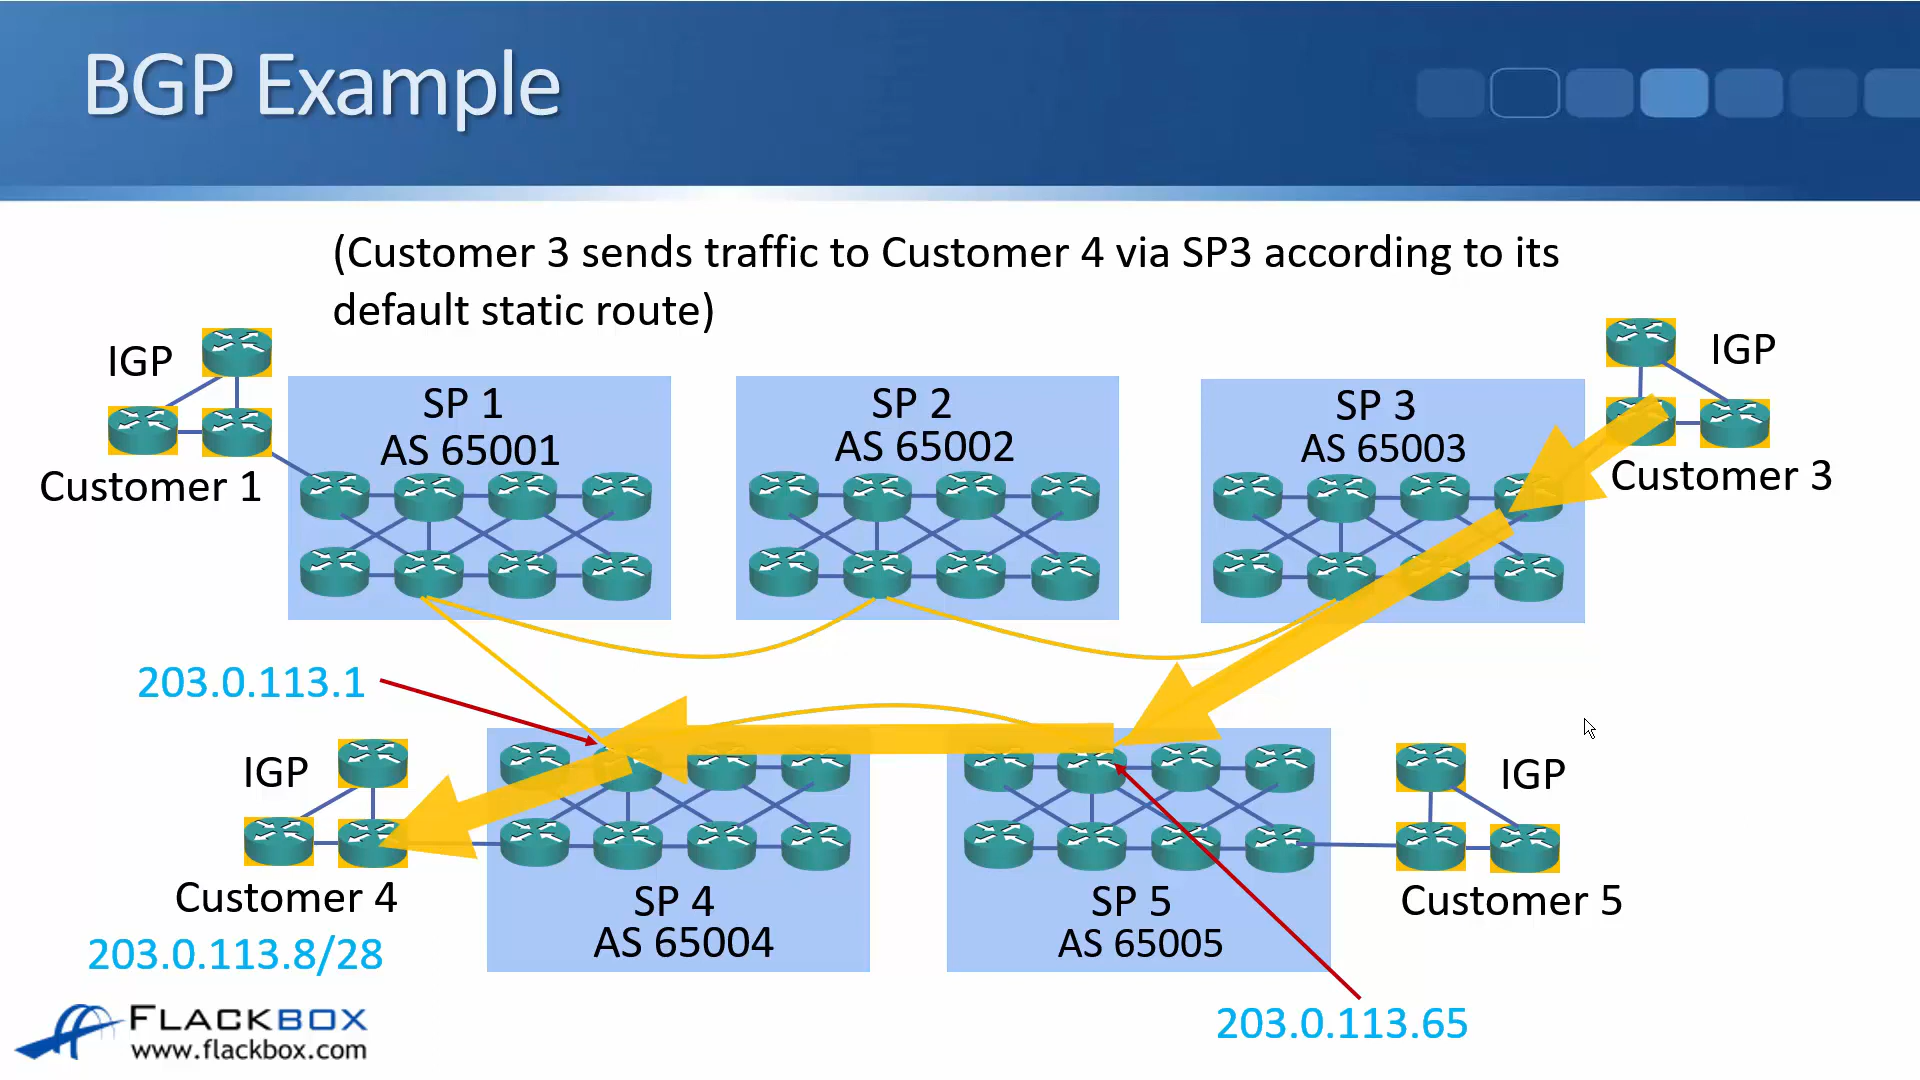 BGP Example
(Customer 3 sends traffic to Customer 4 via SP3 according to its
default static route)
IGP
IGP
SP 1
AS 65001
SP 2
AS 65002
SP 3
AS 65003
Customer 1
Customer 3
203.0.113.1
IGP
IGP
Customer 4
203.0.113.8/28
SP 4
AS 65004
SP 5
AS 65005
Customer 5
203.0.113.65
FLACKBOX
www.flackbox.com